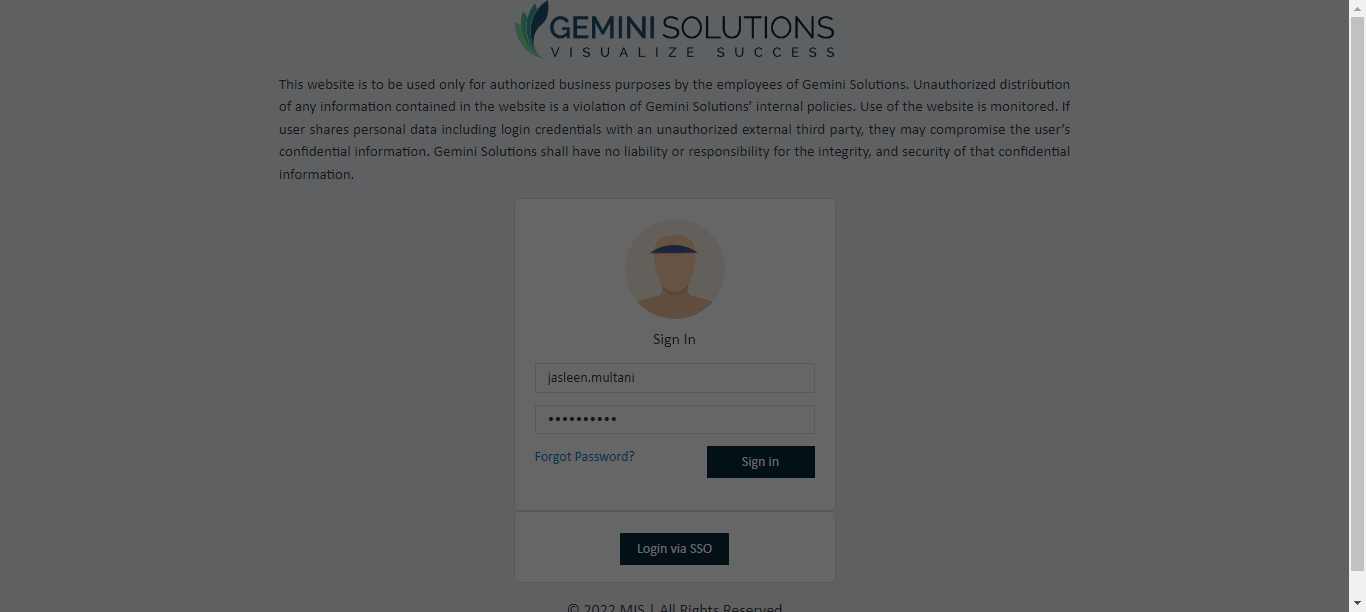 GEMINI SOLUTIONS
VISUALIZE SUCCESS
This website is to be used only for authorized business purposes by the employees of Gemini Solutions. Unauthorized distribution
of any information contained in the website is a violation of Gemini Solutions’ internal policies. Use of the website is monitored. If
user shares personal data including login credentials with an unauthorized external third party, they may compromise the user’s
confidential information. Gemini Solutions shall have no liability or responsibility for the integrity, and security of that confidential
information.
Sign In
jasleen.multani
••••••••••
Forgot Password?
Sign in
Login via SSO
© 2022 MIS | All Rights Reserved